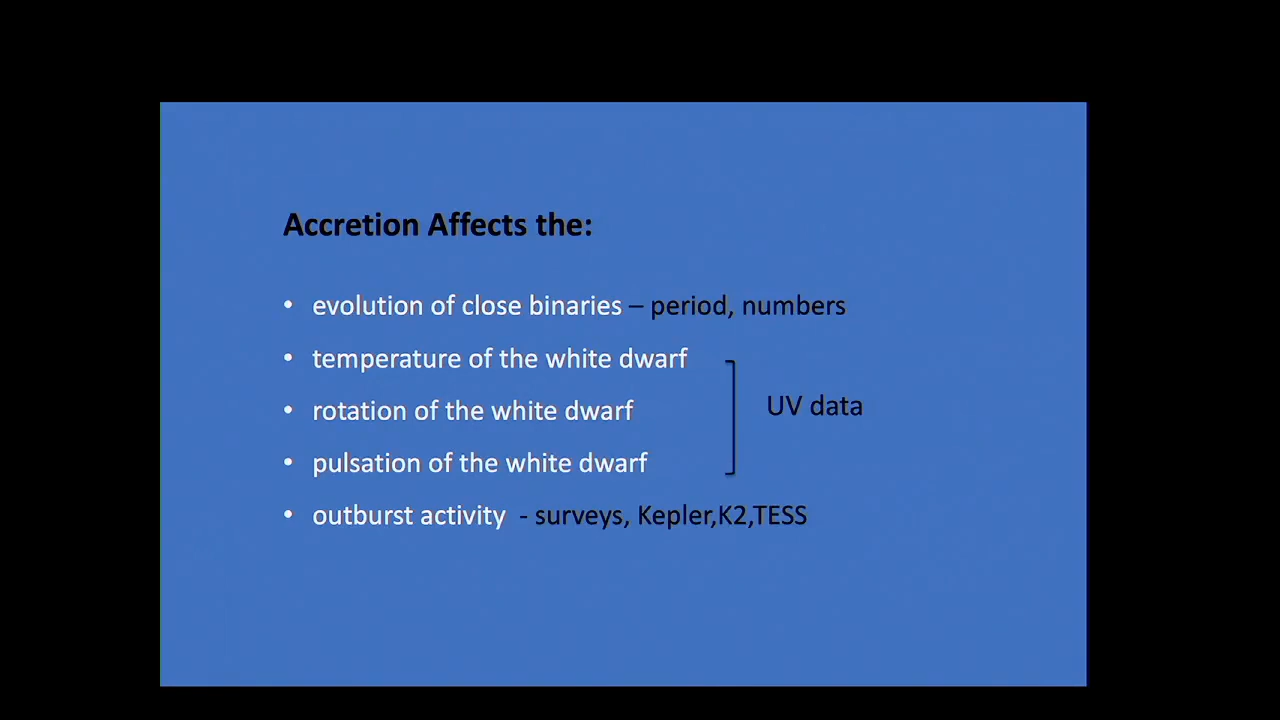 Accretion Affects the:
• evolution of close binaries – period, numbers
• temperature of the white dwarf
• rotation of the white dwarf
UV data
• pulsation of the white dwarf
• outburst activity - surveys, Kepler,K2,TESS